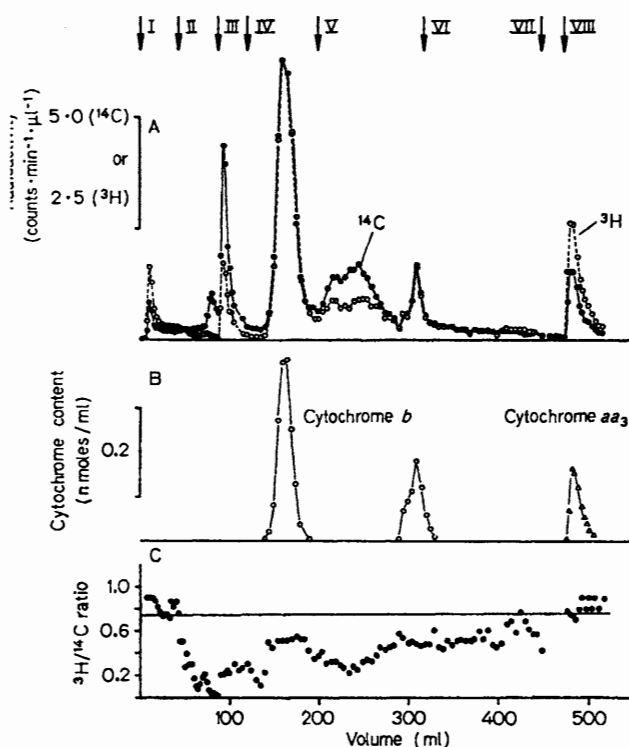 I II III IV V VI VII VIII
A
5·0 (¹⁴C)
or
2·5 (³H)
(counts·min⁻¹·µl⁻¹)
¹⁴C
³H
B
Cytochrome b
Cytochrome aa₃
0.2
Cytochrome content
(n moles/ml)
C
1.0
0.6
0.2
³H/¹⁴C ratio
100 200 300 400 500
Volume (ml)